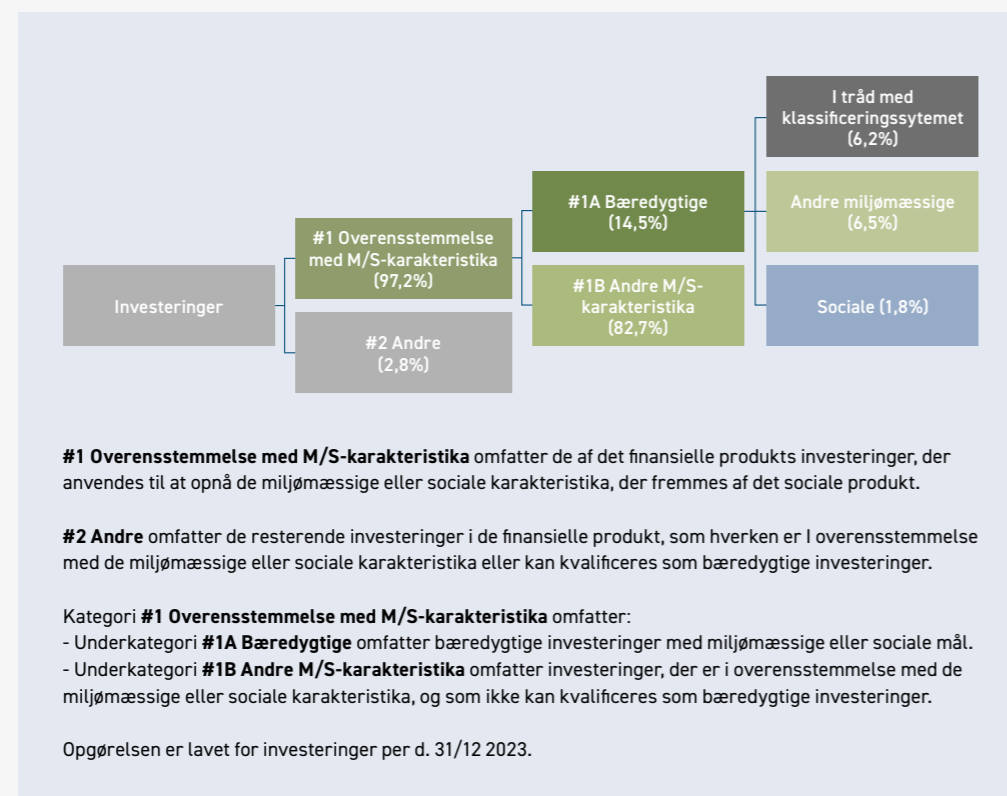 I tråd med
klassificeringssytemet
(6,2%)
#1A Bæredygtige
(14,5%)
Andre miljømæssige
(6,5%)
#1 Overensstemmelse
med M/S-karakteristika
(97,2%)
Investeringer
#1B Andre M/S-
karakteristika
(82,7%)
Sociale (1,8%)
#2 Andre
(2,8%)
#1 Overensstemmelse med M/S-karakteristika omfatter de af det finansielle produkts investeringer, der
anvendes til at opnå de miljømæssige eller sociale karakteristika, der fremmes af det sociale produkt.
#2 Andre omfatter de resterende investeringer i de finansielle produkt, som hverken er I overensstemmelse
med de miljømæssige eller sociale karakteristika eller kan kvalificeres som bæredygtige investeringer.
Kategori #1 Overensstemmelse med M/S-karakteristika omfatter:
- Underkategori #1A Bæredygtige omfatter bæredygtige investeringer med miljømæssige eller sociale mål.
- Underkategori #1B Andre M/S-karakteristika omfatter investeringer, der er i overensstemmelse med de
miljømæssige eller sociale karakteristika, og som ikke kan kvalificeres som bæredygtige investeringer.
Opgørelsen er lavet for investeringer per d. 31/12 2023.